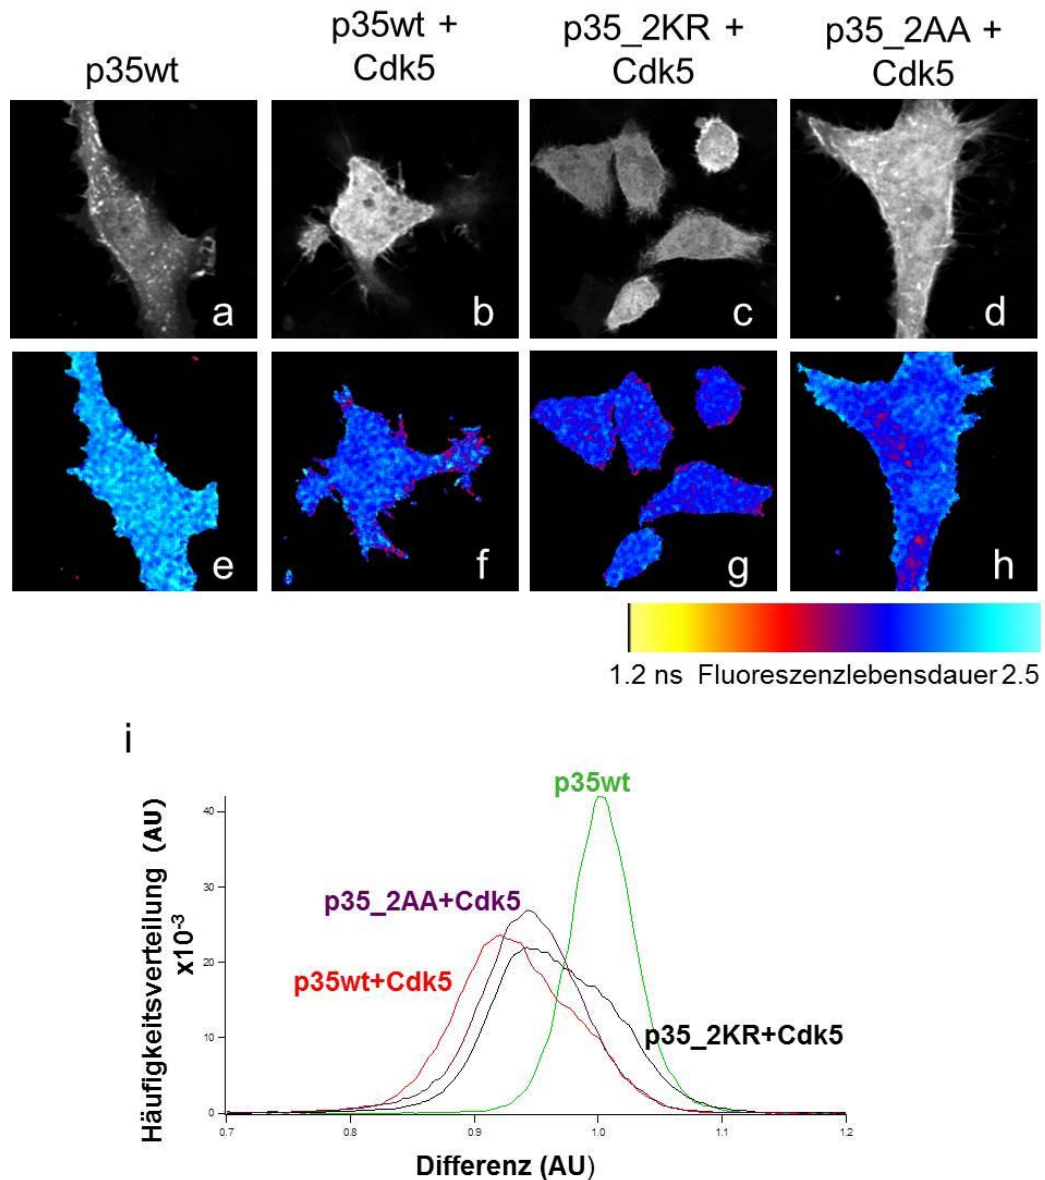 p35wt
p35wt +
Cdk5
p35_2KR +
Cdk5
p35_2AA +
Cdk5
a
b
c
d
e
f
g
h
1.2 ns Fluoreszenzlebensdauer 2.5
i
Häufigkeitsverteilung (AU)
x10-3
40
30
20
10
0
p35wt
p35_2AA+Cdk5
p35wt+Cdk5
p35_2KR+Cdk5
0.7
0.8
0.9
1.0
1.1
1.2
Differenz (AU)